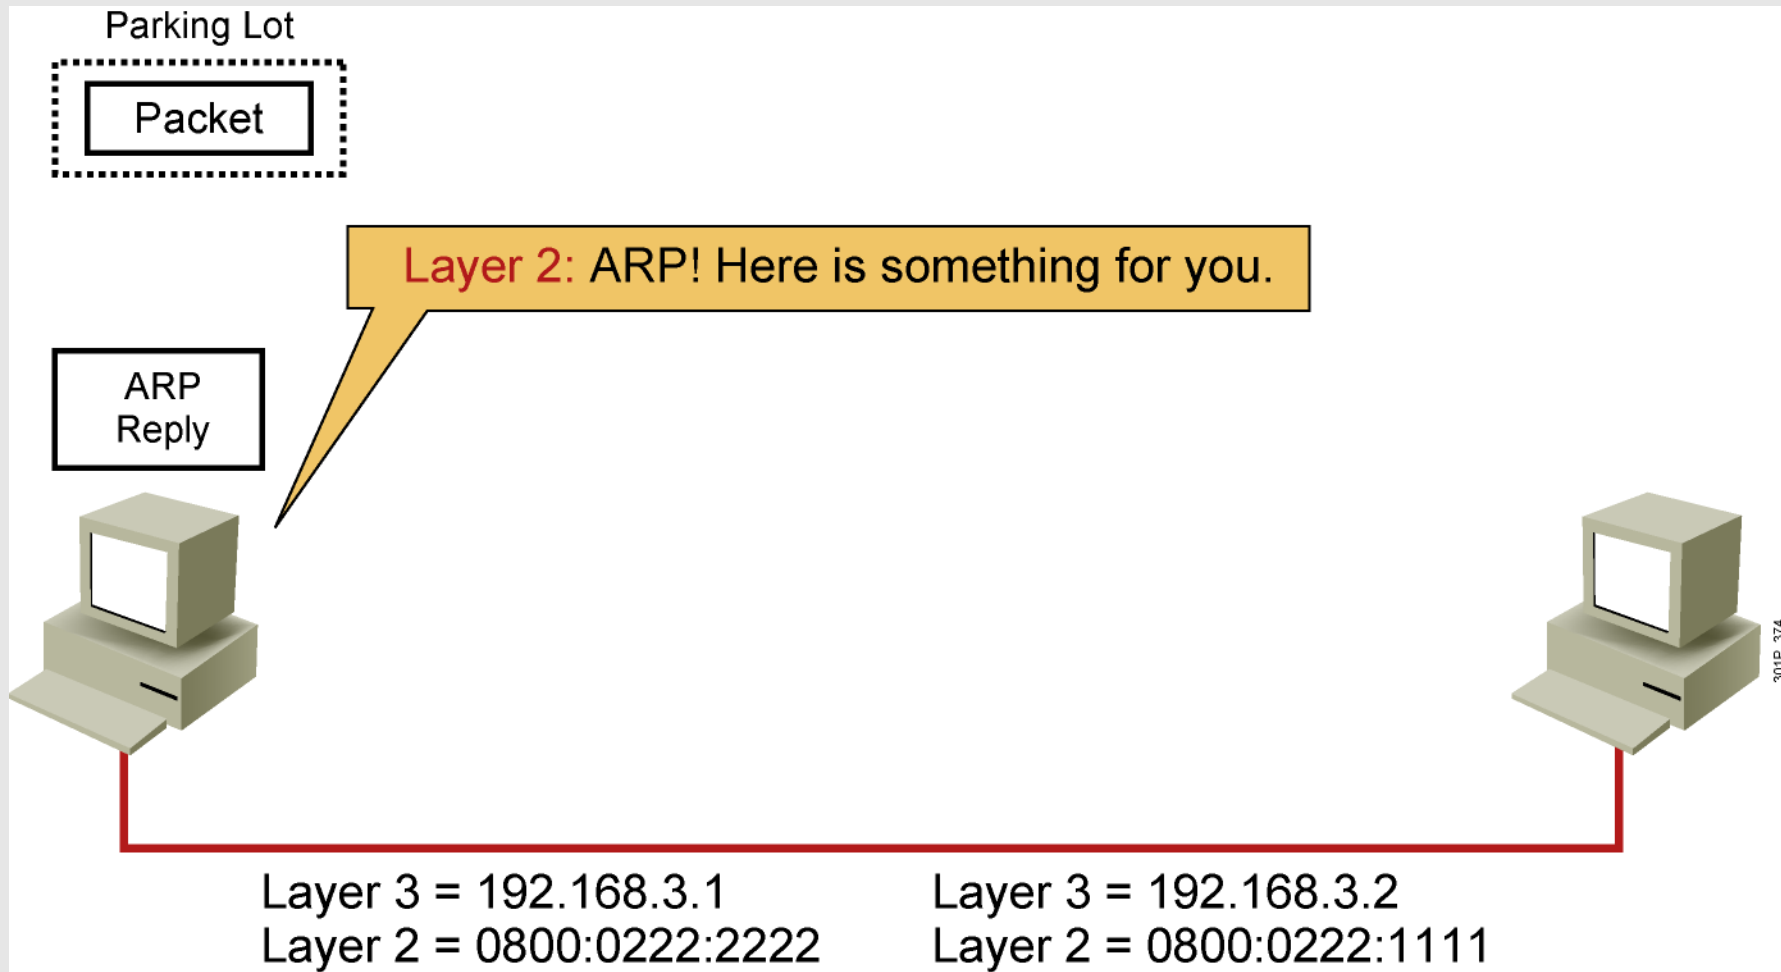 Parking Lot
Packet
Layer 2: ARP! Here is something for you.
ARP
Reply
301P_374
Layer 3 = 192.168.3.1
Layer 2 = 0800:0222:2222
Layer 3 = 192.168.3.2
Layer 2 = 0800:0222:1111